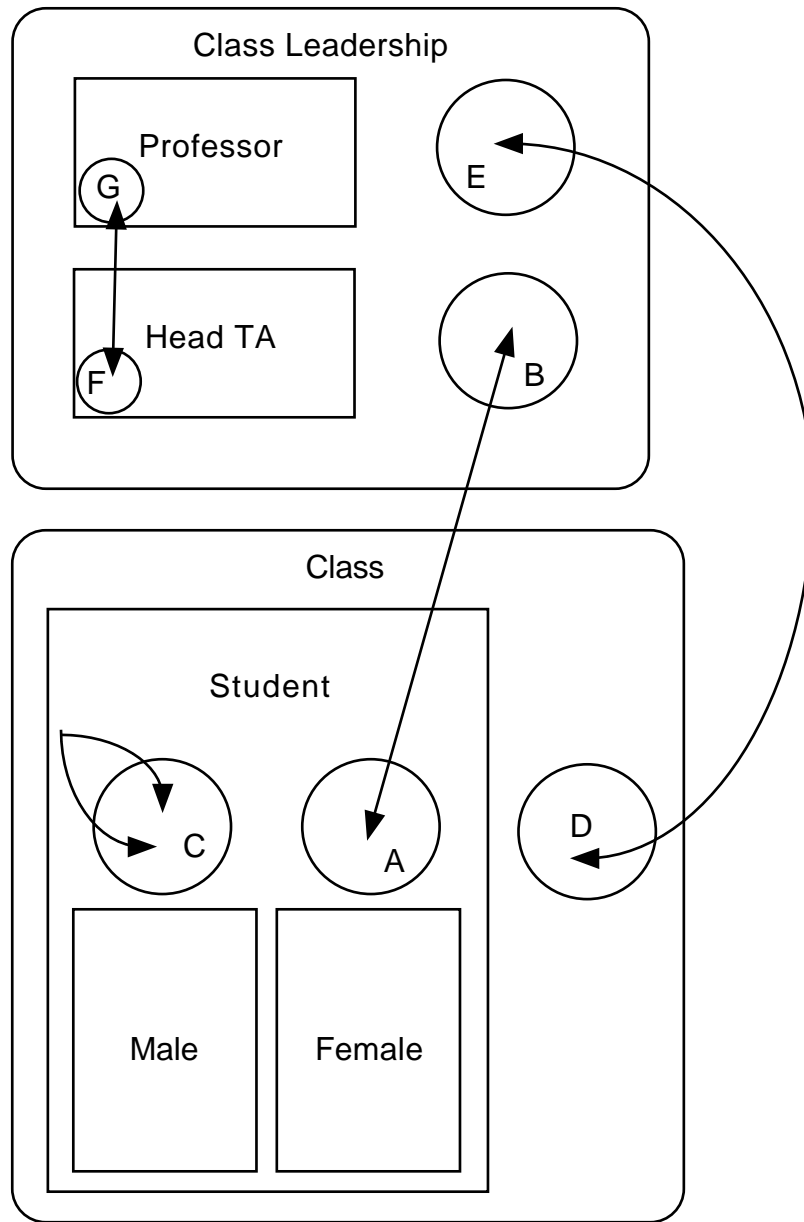 Class Leadership
Professor
G
E
Head TA
F
B
Class
Student
C
A
D
Male
Female